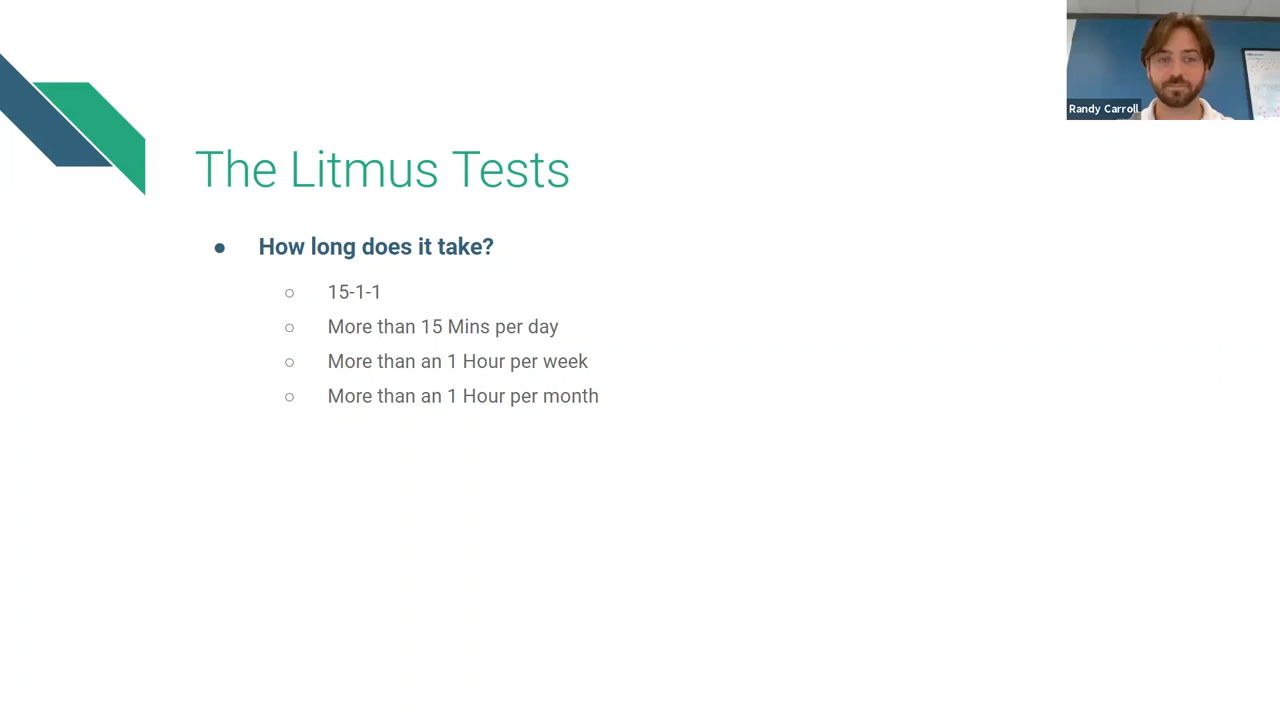 Randy Carroll
The Litmus Tests
● How long does it take?
○ 15-1-1
○ More than 15 Mins per day
○ More than an 1 Hour per week
○ More than an 1 Hour per month